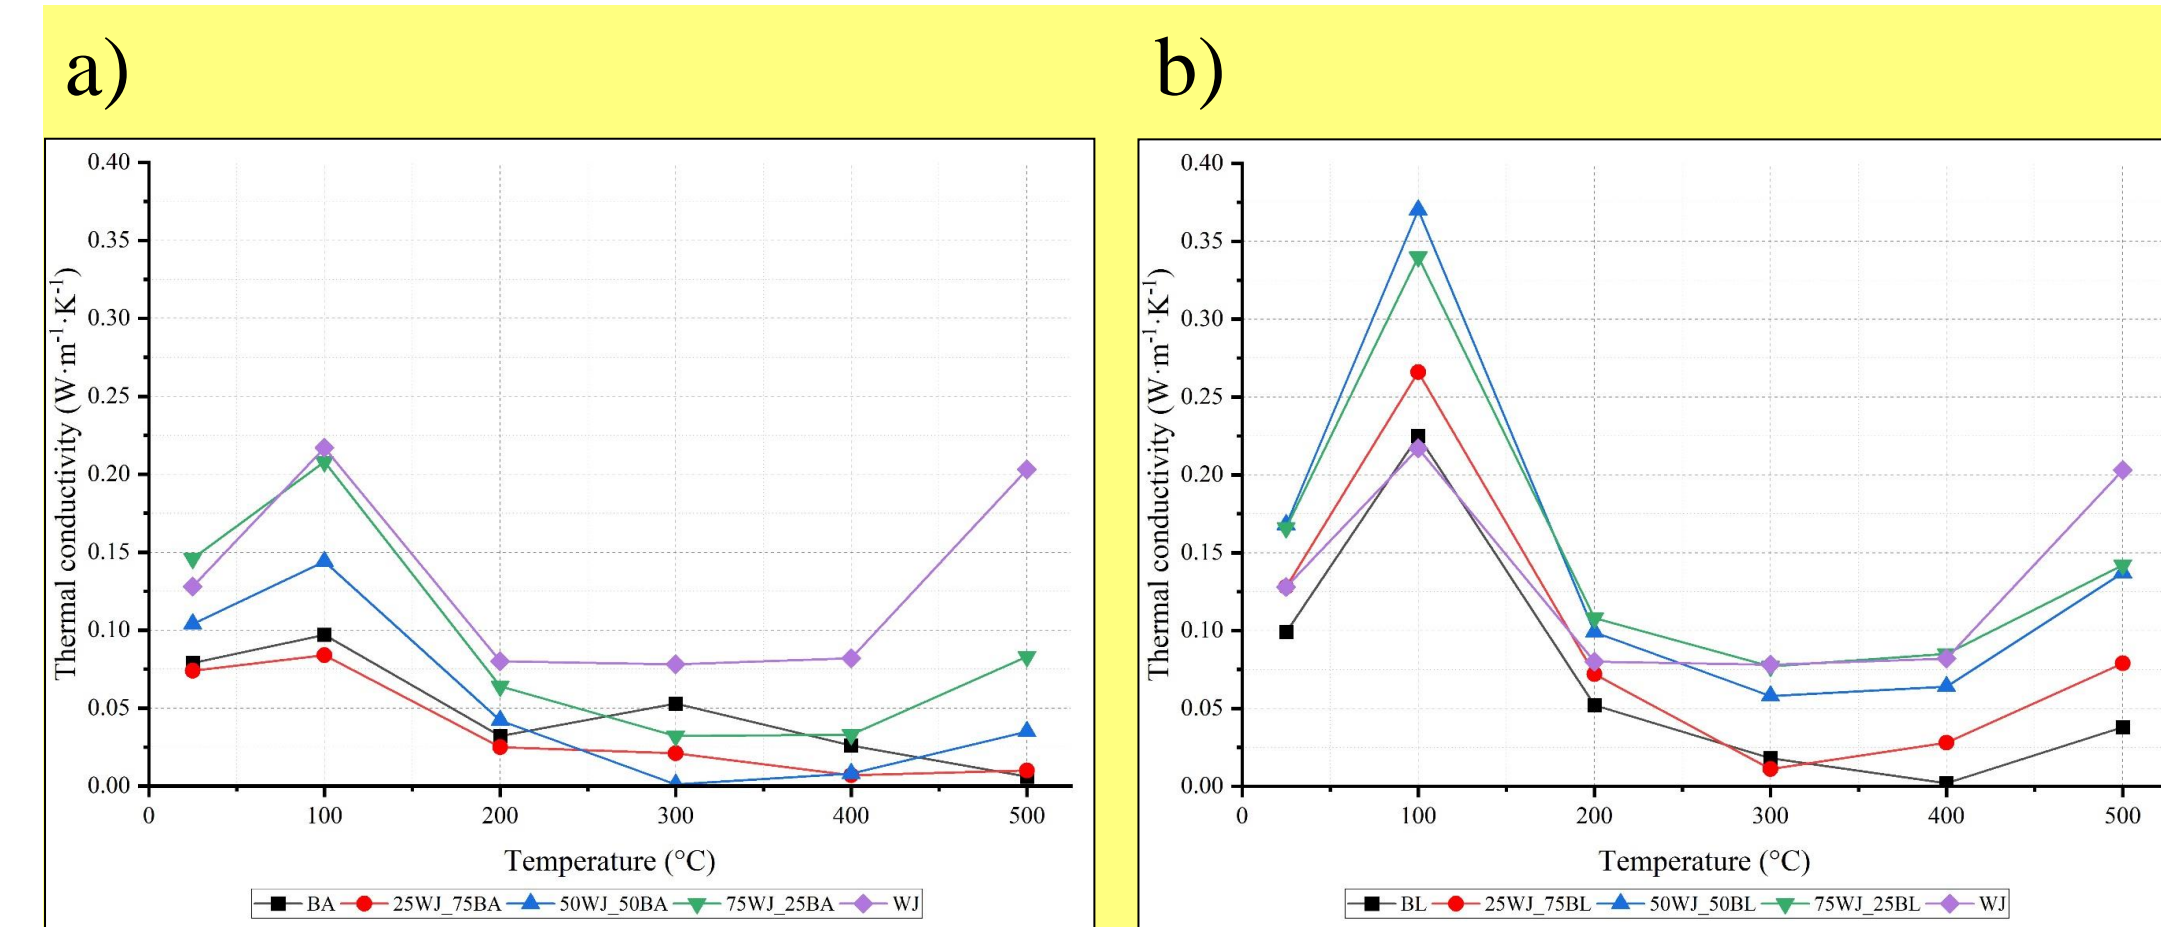 a)
0.40
0.35
0.30
0.25
0.20
0.15
0.10
0.05
0.00
Thermal conductivity (W·m⁻¹·K⁻¹)
0 100 200 300 400 500
Temperature (°C)
BA 25WJ_75BA 50WJ_50BA 75WJ_25BA WJ
b)
0.40
0.35
0.30
0.25
0.20
0.15
0.10
0.05
0.00
Thermal conductivity (W·m⁻¹·K⁻¹)
0 100 200 300 400 500
Temperature (°C)
BL 25WJ_75BL 50WJ_50BL 75WJ_25BL WJ